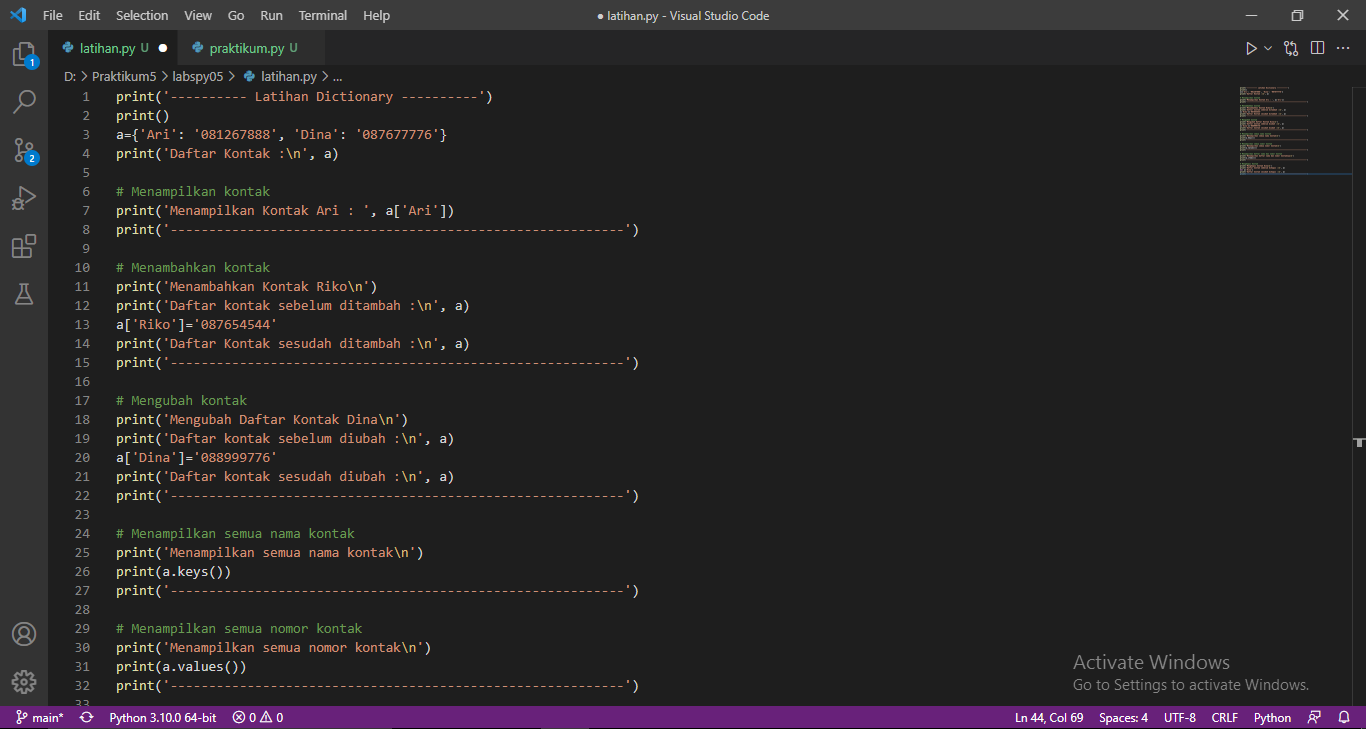 File Edit Selection View Go Run Terminal Help ● latihan.py - Visual Studio Code
latihan.py U ● praktikum.py U
D: > Praktikum5 > labspy05 > latihan.py > ...
1 print('---------- Latihan Dictionary ----------')
2 print()
3 a={'Ari': '081267888', 'Dina': '087677776'}
4 print('Daftar Kontak :\n', a)
5
6 # Menampilkan kontak
7 print('Menampilkan Kontak Ari : ', a['Ari'])
8 print('-----------------------------------------------------------')
9
10 # Menambahkan kontak
11 print('Menambahkan Kontak Riko\n')
12 print('Daftar kontak sebelum ditambah :\n', a)
13 a['Riko']='087654544'
14 print('Daftar Kontak sesudah ditambah :\n', a)
15 print('-----------------------------------------------------------')
16
17 # Mengubah kontak
18 print('Mengubah Daftar Kontak Dina\n')
19 print('Daftar kontak sebelum diubah :\n', a)
20 a['Dina']='088999776'
21 print('Daftar kontak sesudah diubah :\n', a)
22 print('-----------------------------------------------------------')
23
24 # Menampilkan semua nama kontak
25 print('Menampilkan semua nama kontak\n')
26 print(a.keys())
27 print('-----------------------------------------------------------')
28
29 # Menampilkan semua nomor kontak
30 print('Menampilkan semua nomor kontak\n')
31 print(a.values())
32 print('-----------------------------------------------------------')
33
1
2
Activate Windows
Go to Settings to activate Windows.
main* Python 3.10.0 64-bit 0 0 Ln 44, Col 69 Spaces: 4 UTF-8 CRLF Python